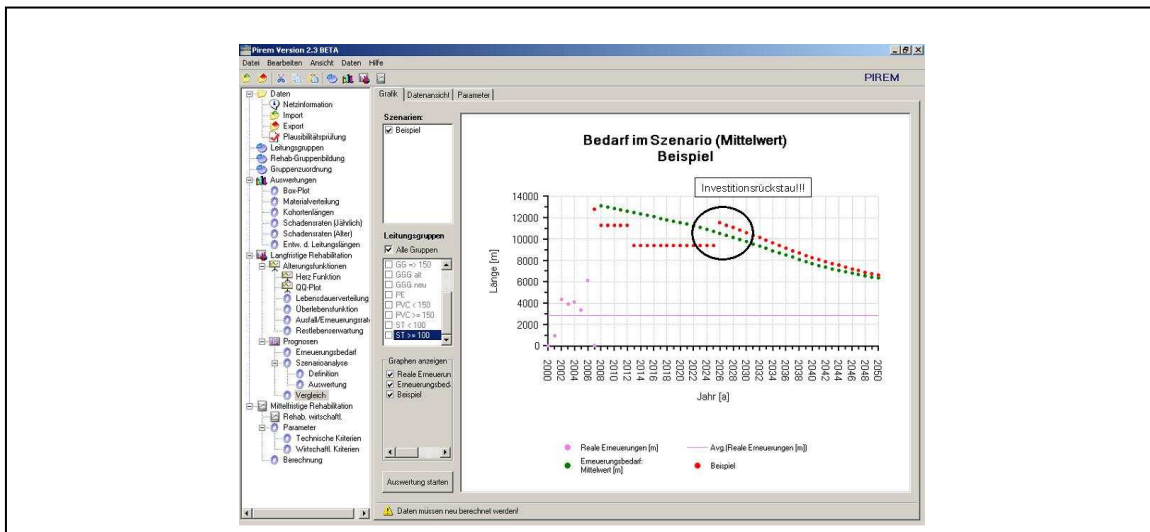 Pirem Version 2.3 BETA
Datei Bearbeiten Ansicht Daten Hilfe
PIREM
Daten
Netzinformation
Import
Export
Plausibilitätsprüfung
Leitungsgruppen
Rehab-Gruppenbildung
Gruppenzuordnung
Auswertungen
Box-Plot
Materialverteilung
Kohortenlängen
Schadensraten (Jährlich)
Schadensraten (Alter)
Entw. d. Leitungslängen
Langfristige Rehabilitation
Alterungsfunktionen
Herz Funktion
QQ-Plot
Lebensdauerverteilung
Überlebensfunktion
Ausfall/Erneuerungsrate
Restlebenserwartung
Prognosen
Erneuerungsbedarf
Szenarioanalyse
Definition
Auswertung
Vergleich
Mittelfristige Rehabilitation
Rehab. wirtschaftl.
Parameter
Technische Kriterien
Wirtschaftl. Kriterien
Berechnung
Grafik Datenansicht Parameter
Szenarien:
Beispiel
Leitungsgruppen
Alle Gruppen
GG => 150
GGG alt
GGG neu
PE
PVC < 150
PVC >= 150
ST < 100
ST >= 100
Graphen anzeigen
Reale Erneuerun
Erneuerungsbed
Beispiel
Auswertung starten
Bedarf im Szenario (Mittelwert)
Beispiel
Investitionsrückstau!!!
14000
12000
10000
8000
6000
4000
2000
0
Länge [m]
2000 2002 2004 2006 2008 2010 2012 2014 2016 2018 2020 2022 2024 2026 2028 2030 2032 2034 2036 2038 2040 2042 2044 2046 2048 2050
Jahr [a]
Reale Erneuerungen [m]
Avg.(Reale Erneuerungen [m])
Erneuerungsbedarf:
Mittelwert [m]
Beispiel
Daten müssen neu berechnet werden!